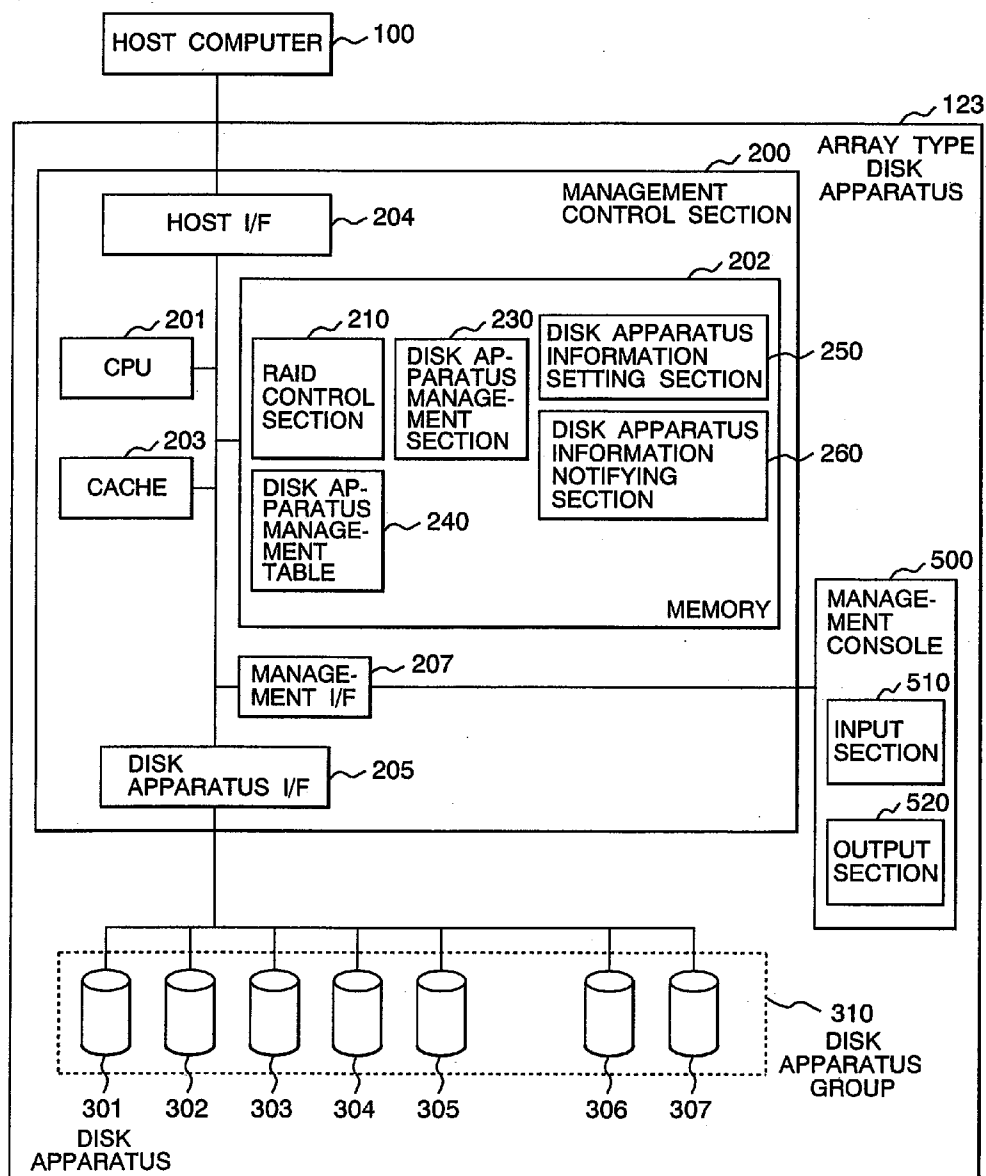 HOST COMPUTER
100
123
ARRAY TYPE
DISK
APPARATUS
200
MANAGEMENT
CONTROL SECTION
HOST I/F
204
202
201
CPU
210
RAID
CONTROL
SECTION
230
DISK AP-
PARATUS
MANAGE-
MENT
SECTION
DISK APPARATUS
INFORMATION
SETTING SECTION
250
DISK APPARATUS
INFORMATION
NOTIFYING
SECTION
260
203
CACHE
DISK AP-
PARATUS
MANAGE-
MENT
TABLE
240
MEMORY
500
MANAGE-
MENT
CONSOLE
510
INPUT
SECTION
520
OUTPUT
SECTION
MANAGE-
MENT I/F
207
DISK
APPARATUS I/F
205
310
DISK
APPARATUS
GROUP
301 302 303 304 305 306 307
DISK
APPARATUS